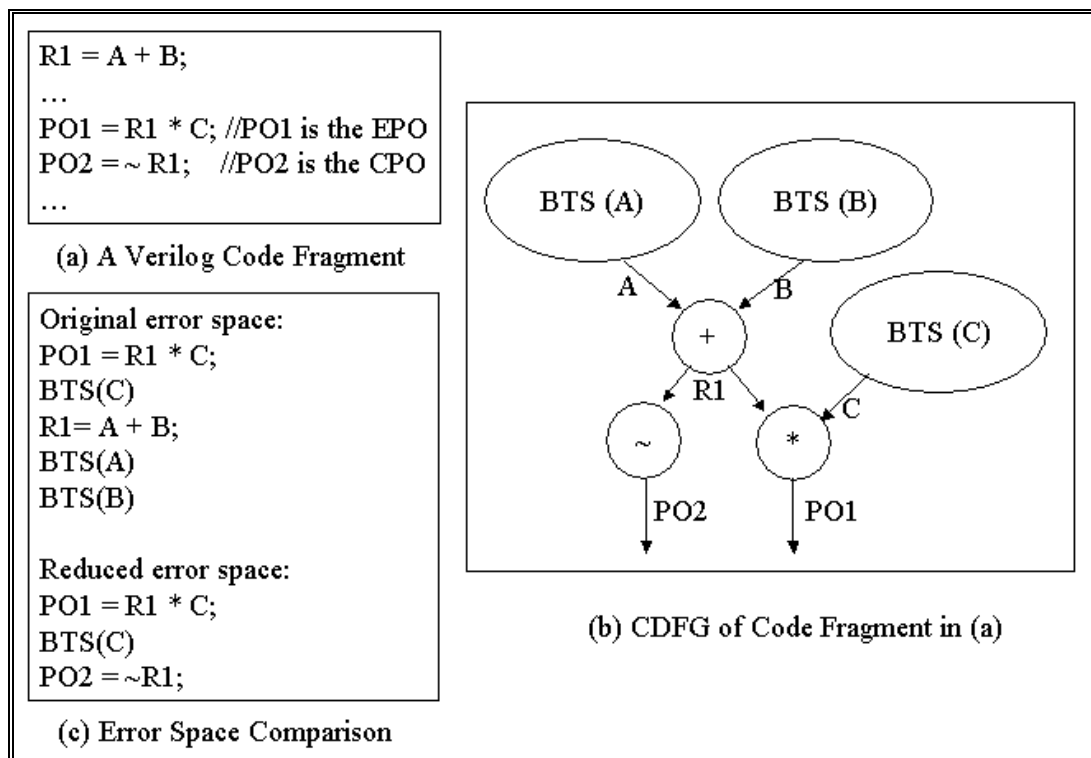 R1 = A + B;
…
PO1 = R1 * C; //PO1 is the EPO
PO2 = ~ R1; //PO2 is the CPO
…
(a) A Verilog Code Fragment
Original error space:
PO1 = R1 * C;
BTS(C)
R1= A + B;
BTS(A)
BTS(B)
Reduced error space:
PO1 = R1 * C;
BTS(C)
PO2 = ~R1;
(c) Error Space Comparison
BTS (A)
BTS (B)
A
B
BTS (C)
+
R1
C
~
*
PO2
PO1
(b) CDFG of Code Fragment in (a)